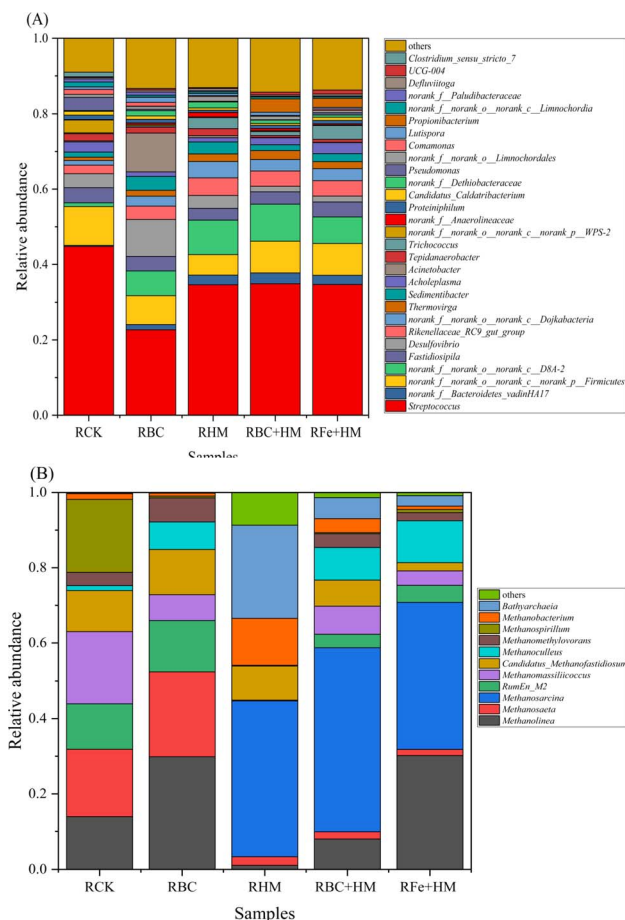 (A)
1.0
0.8
0.6
0.4
0.2
0.0
Relative abundance
RCK
RBC
RHM
RBC+HM
RFe+HM
Samples
others
Clostridium_sensu_stricto_7
UCG-004
Defluviitoga
norank_f__Paludibacteraceae
norank_f__norank_o__norank_c__Limnochordia
Propionibacterium
Lutispora
Comamonas
norank_f__norank_o__Limnochordales
Pseudomonas
norank_f__Dethiobacteraceae
Candidatus_Caldatribacterium
Proteiniphilum
norank_f__Anaerolineaceae
norank_f__norank_o__norank_c__norank_p__WPS-2
Trichococcus
Tepidanaerobacter
Acinetobacter
Acholeplasma
Sedimentibacter
Thermovirga
norank_f__norank_o__norank_c__Dojkabacteria
Rikenellaceae_RC9_gut_group
Desulfovibrio
Fastidiosipila
norank_f__norank_o__norank_c__D8A-2
norank_f__norank_o__norank_c__norank_p__Firmicutes
norank_f__Bacteroidetes_vadinHA17
Streptococcus
(B)
1.0
0.8
0.6
0.4
0.2
0.0
Relative abundance
RCK
RBC
RHM
RBC+HM
RFe+HM
Samples
others
Bathyarchaeia
Methanobacterium
Methanospirillum
Methanomethylovorans
Methanoculleus
Candidatus_Methanofastidiosum
Methanomassiliicoccus
RumEn_M2
Methanosarcina
Methanosaeta
Methanolinea